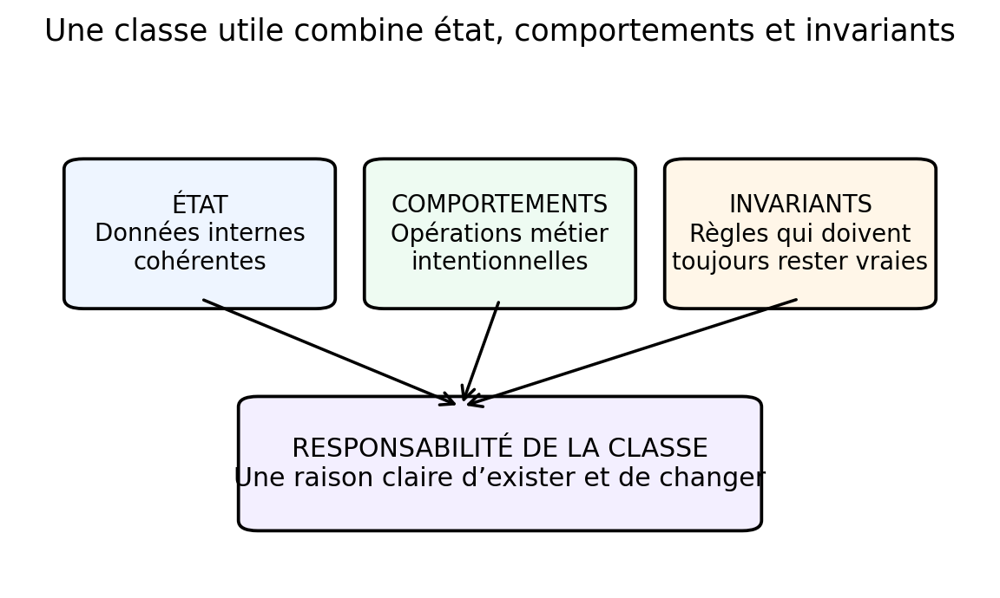 Une classe utile combine état, comportements et invariants
ÉTAT
Données internes
cohérentes
COMPORTEMENTS
Opérations métier
intentionnelles
INVARIANTS
Règles qui doivent
toujours rester vraies
RESPONSABILITÉ DE LA CLASSE
Une raison claire d’exister et de changer